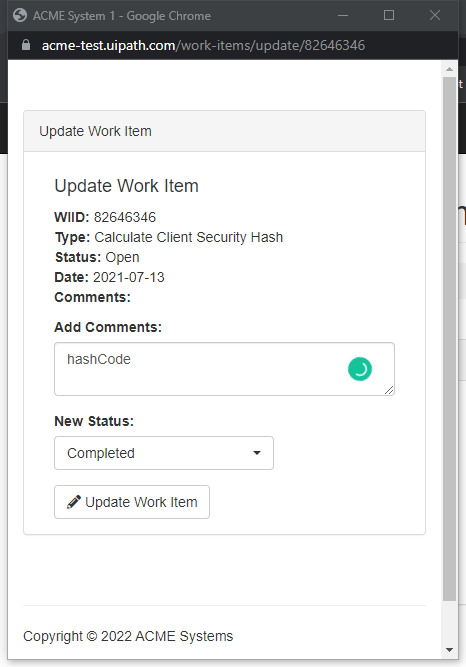 ACME System 1 - Google Chrome
acme-test.uipath.com/work-items/update/82646346
t
Update Work Item
Update Work Item
WIID: 82646346
Type: Calculate Client Security Hash
Status: Open
Date: 2021-07-13
Comments:
Add Comments:
hashCode
New Status:
Completed
Update Work Item
Copyright © 2022 ACME Systems